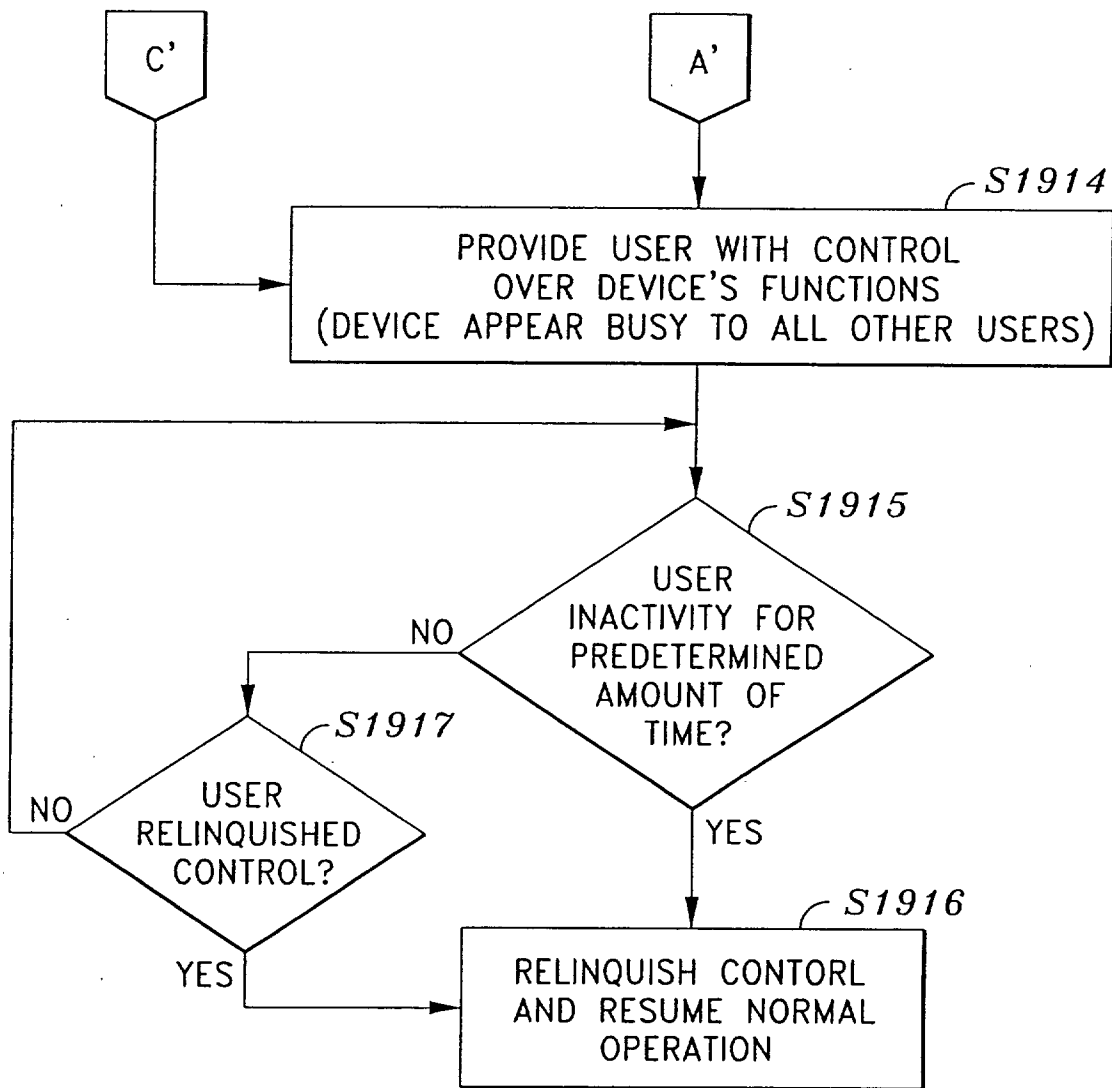 C'
A'
S1914
PROVIDE USER WITH CONTROL
OVER DEVICE'S FUNCTIONS
(DEVICE APPEAR BUSY TO ALL OTHER USERS)
S1915
USER
INACTIVITY FOR
PREDETERMINED
AMOUNT OF
TIME?
NO
S1917
USER
RELINQUISHED
CONTROL?
NO
YES
YES
S1916
RELINQUISH CONTORL
AND RESUME NORMAL
OPERATION